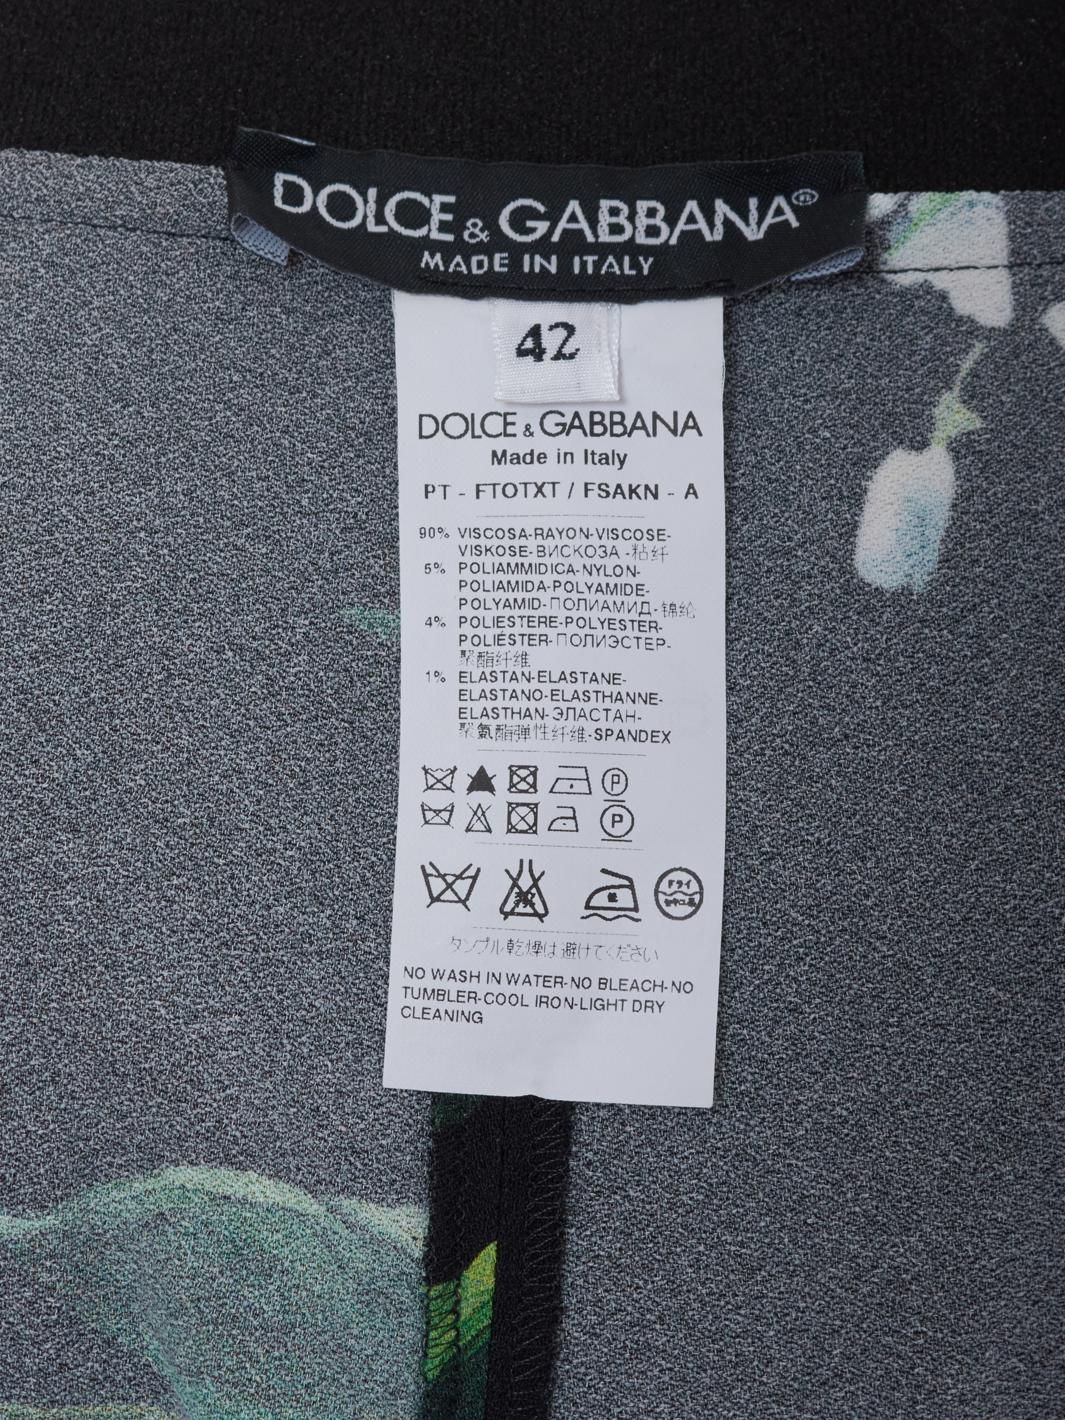 DOLCE & GABBANA®
MADE IN ITALY
42
DOLCE & GABBANA
Made in Italy
PT - FTOTXT / FSAKN - A
90% VISCOSA-RAYON-VISCOSE-
VISKOSE-ВИСКОЗА -粘纤
5% POLIAMMIDICA-NYLON-
POLIAMIDA-POLYAMIDE-
POLYAMID-ПОЛИАМИД-锦纶
4% POLIESTERE-POLYESTER-
POLIÉSTER-ПОЛИЭСТЕР-
聚酯纤维
1% ELASTAN-ELASTANE-
ELASTANO-ELASTHANNE-
ELASTHAN-ЭЛАСТАН-
聚氨酯弹性纤维-SPANDEX
P
P
ドライ
タンブル乾燥は避けてください
NO WASH IN WATER-NO BLEACH-NO
TUMBLER-COOL IRON-LIGHT DRY
CLEANING